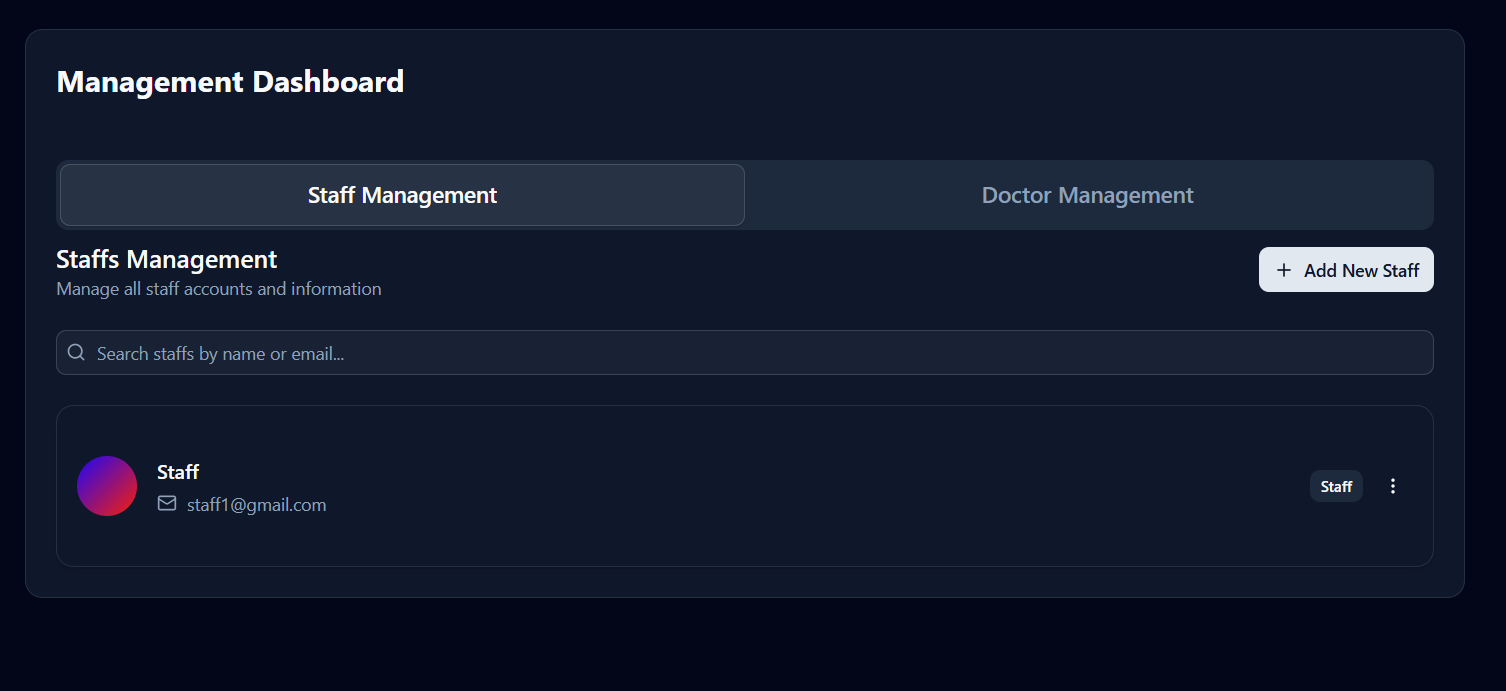 Management Dashboard
Staff Management
Doctor Management
Staffs Management
Manage all staff accounts and information
Add New Staff
Search staffs by name or email...
Staff
staff1@gmail.com
Staff